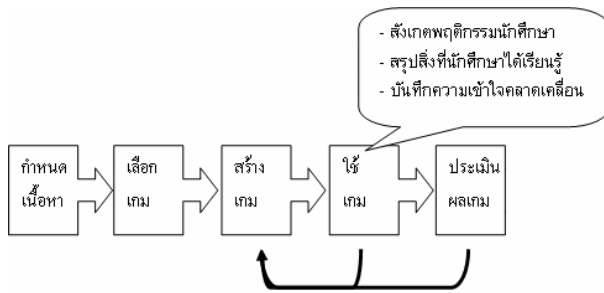 - สังเกตพฤติกรรมนักศึกษา
- สรุปสิ่งที่นักศึกษาได้เรียนรู้
- บันทึกความเข้าใจคลาดเคลื่อน
กำหนด
เนื้อหา
เลือก
เกม
สร้าง
เกม
ใช้
เกม
ประเมิน
ผลเกม